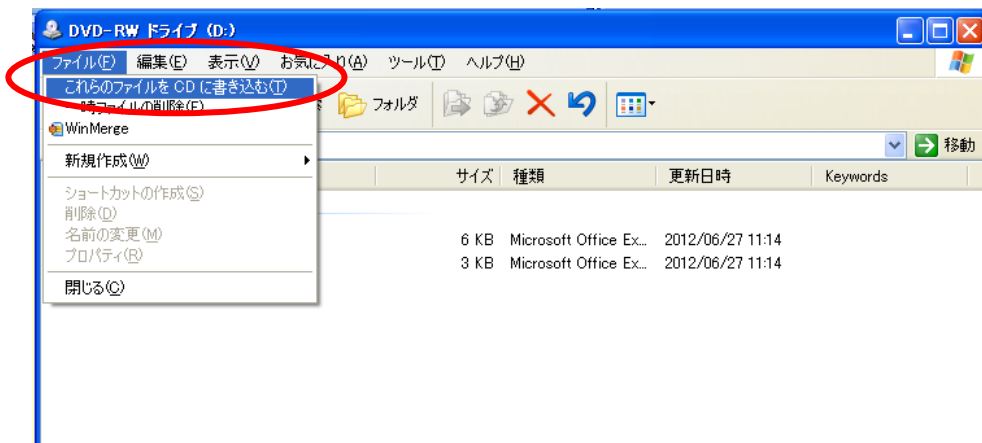 DVD-RW ドライブ (D:)
ファイル(F) 編集(E) 表示(V) お気に入り(A) ツール(T) ヘルプ(H)
これらのファイルを CD に書き込む(T)
一時ファイルの削除(F)
フォルダ
WinMerge
移動
新規作成(W)
サイズ 種類 更新日時 Keywords
ショートカットの作成(S)
削除(D)
名前の変更(M)
プロパティ(R)
閉じる(C)
6 KB Microsoft Office Ex... 2012/06/27 11:14
3 KB Microsoft Office Ex... 2012/06/27 11:14